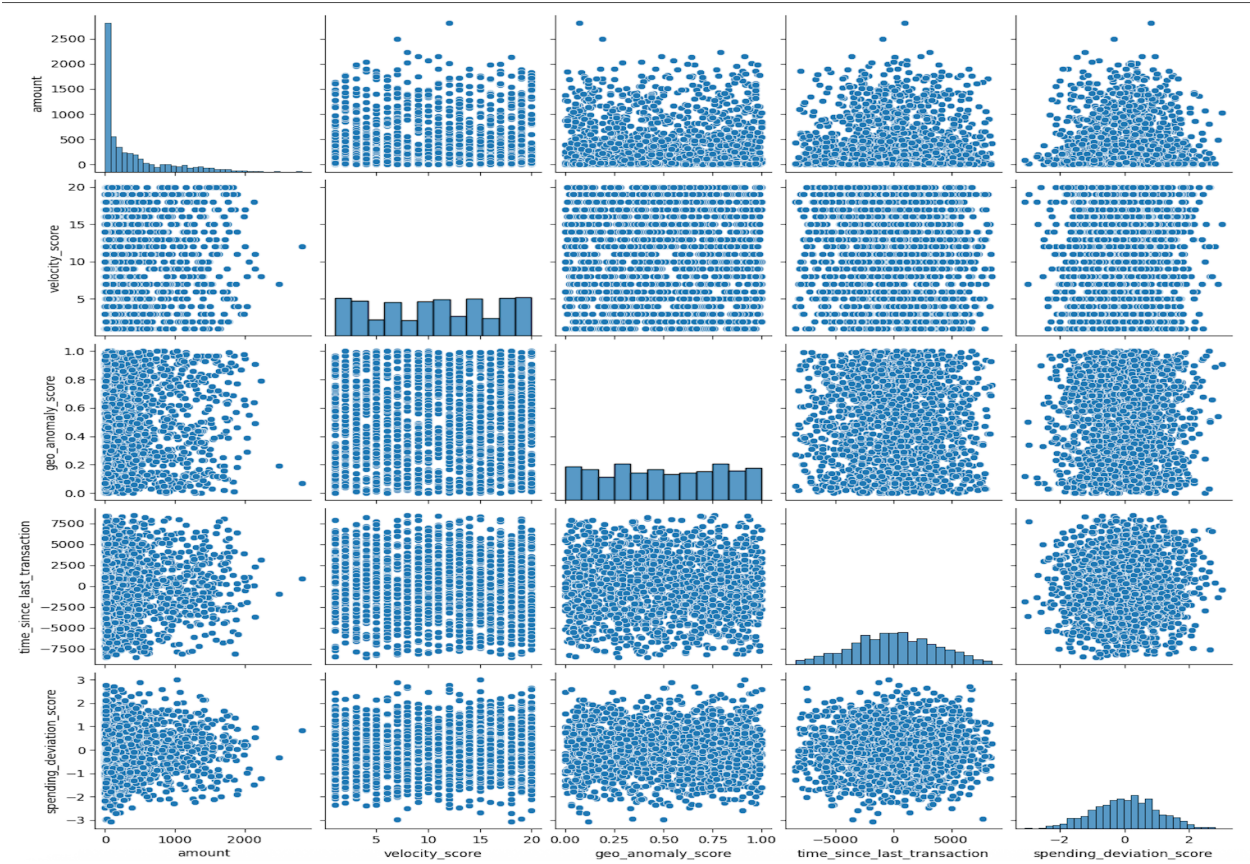 amount
2500
2000
1500
1000
500
0
velocity_score
20
15
10
5
geo_anomaly_score
1.0
0.8
0.6
0.4
0.2
0.0
time_since_last_transaction
7500
5000
2500
0
−2500
−5000
−7500
spending_deviation_score
3
2
1
0
−1
−2
−3
0 1000 2000
5 10 15 20
0.00 0.25 0.50 0.75 1.00
−5000 0 5000
−2 0 2
amount velocity_score geo_anomaly_score time_since_last_transaction spending_deviation_score